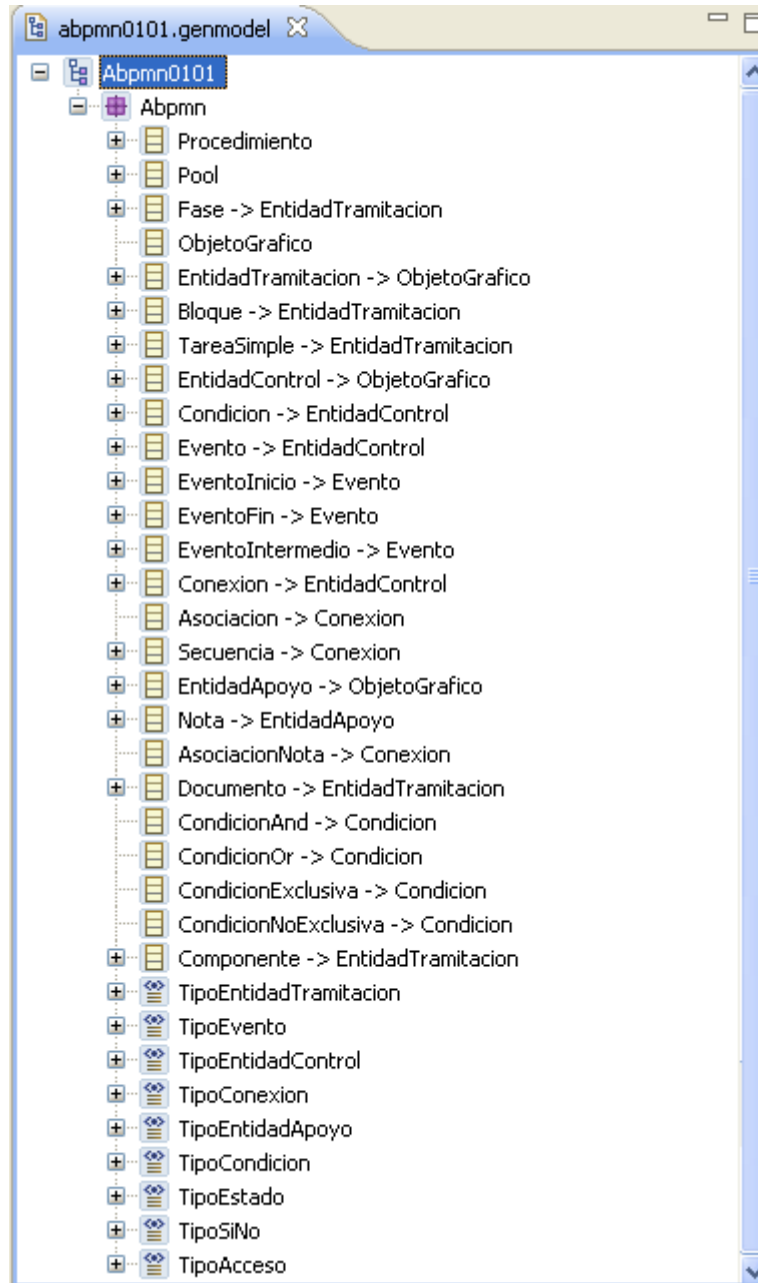 abpmn0101.genmodel
Abpmn0101
Abpmn
Procedimiento
Pool
Fase -> EntidadTramitacion
ObjetoGrafico
EntidadTramitacion -> ObjetoGrafico
Bloque -> EntidadTramitacion
TareaSimple -> EntidadTramitacion
EntidadControl -> ObjetoGrafico
Condicion -> EntidadControl
Evento -> EntidadControl
EventoInicio -> Evento
EventoFin -> Evento
EventoIntermedio -> Evento
Conexion -> EntidadControl
Asociacion -> Conexion
Secuencia -> Conexion
EntidadApoyo -> ObjetoGrafico
Nota -> EntidadApoyo
AsociacionNota -> Conexion
Documento -> EntidadTramitacion
CondicionAnd -> Condicion
CondicionOr -> Condicion
CondicionExclusiva -> Condicion
CondicionNoExclusiva -> Condicion
Componente -> EntidadTramitacion
TipoEntidadTramitacion
TipoEvento
TipoEntidadControl
TipoConexion
TipoEntidadApoyo
TipoCondicion
TipoEstado
TipoSiNo
TipoAcceso